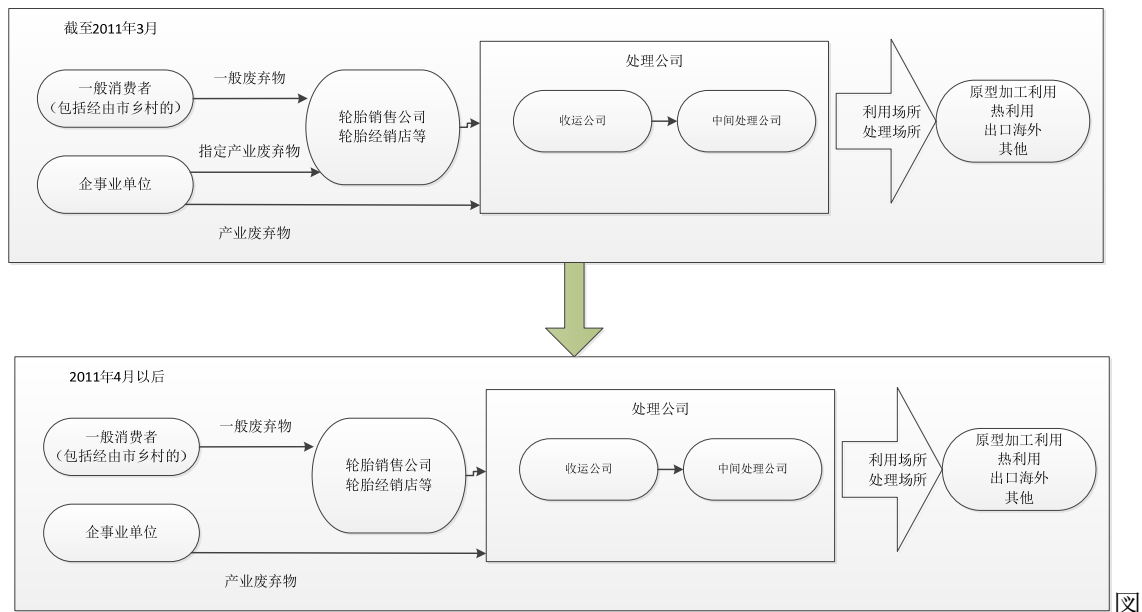 截至2011年3月
一般消费者
（包括经由市乡村的）
一般废弃物
指定产业废弃物
企事业单位
产业废弃物
轮胎销售公司
轮胎经销店等
处理公司
收运公司
中间处理公司
利用场所
处理场所
原型加工利用
热利用
出口海外
其他
2011年4月以后
一般消费者
（包括经由市乡村的）
一般废弃物
企事业单位
产业废弃物
轮胎销售公司
轮胎经销店等
处理公司
收运公司
中间处理公司
利用场所
处理场所
原型加工利用
热利用
出口海外
其他
図